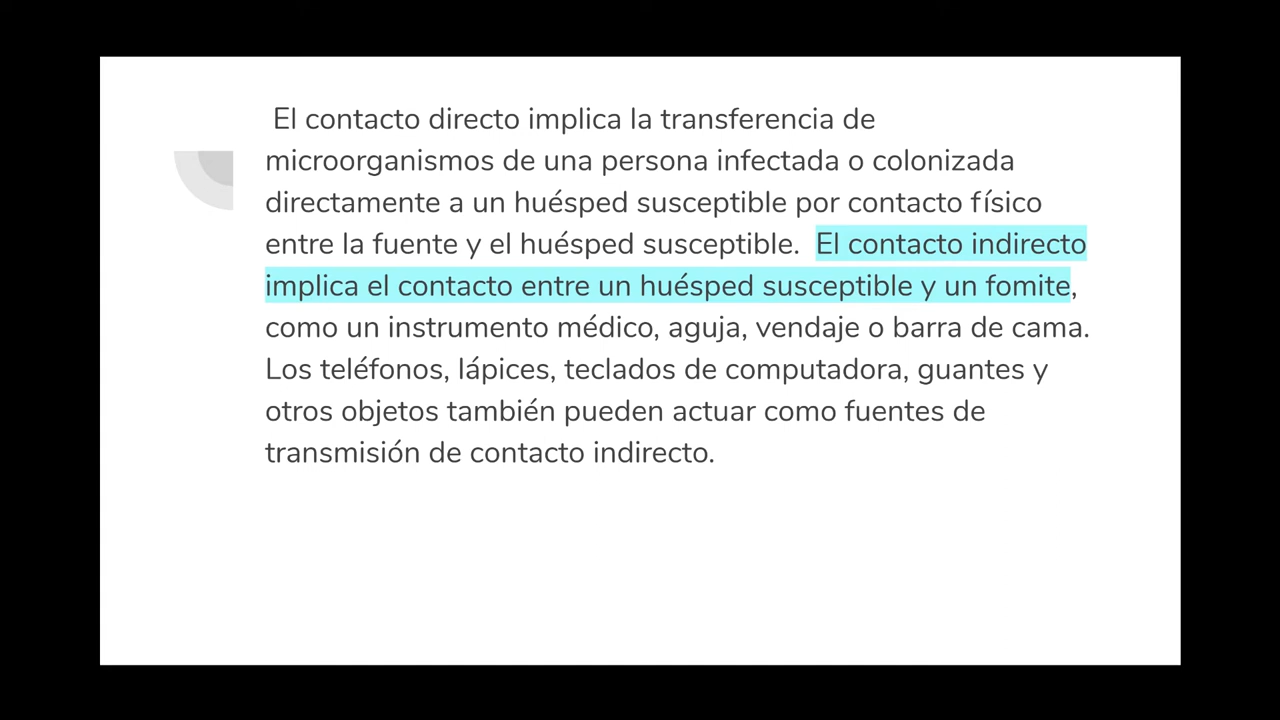 El contacto directo implica la transferencia de
microorganismos de una persona infectada o colonizada
directamente a un huésped susceptible por contacto físico
entre la fuente y el huésped susceptible. El contacto indirecto
implica el contacto entre un huésped susceptible y un fomite,
como un instrumento médico, aguja, vendaje o barra de cama.
Los teléfonos, lápices, teclados de computadora, guantes y
otros objetos también pueden actuar como fuentes de
transmisión de contacto indirecto.